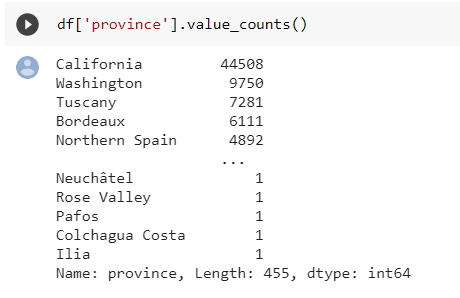 df['province'].value_counts()
California 44508
Washington 9750
Tuscany 7281
Bordeaux 6111
Northern Spain 4892
...
Neuchâtel 1
Rose Valley 1
Pafos 1
Colchagua Costa 1
Ilia 1
Name: province, Length: 455, dtype: int64